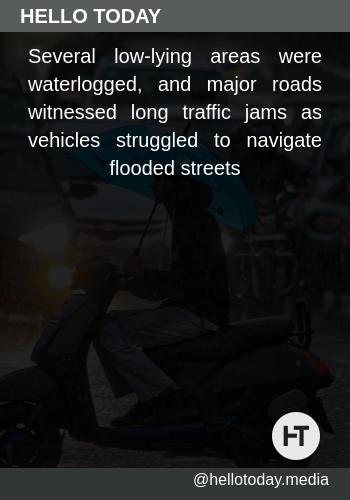 HELLO TODAY
Several low-lying areas were
waterlogged, and major roads
witnessed long traffic jams as
vehicles struggled to navigate
flooded streets
HT
@hellotoday.media